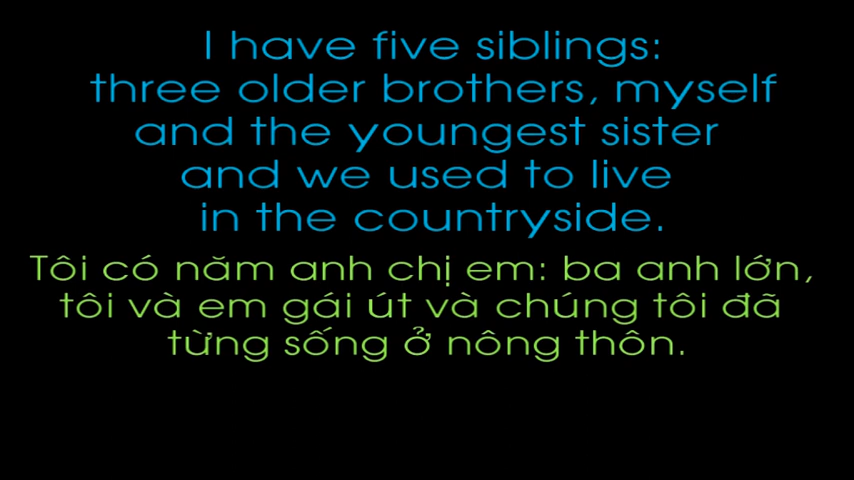 I have five siblings:
three older brothers, myself
and the youngest sister
and we used to live
in the countryside.
Tôi có năm anh chị em: ba anh lớn,
tôi và em gái út và chúng tôi đã
từng sống ở nông thôn.